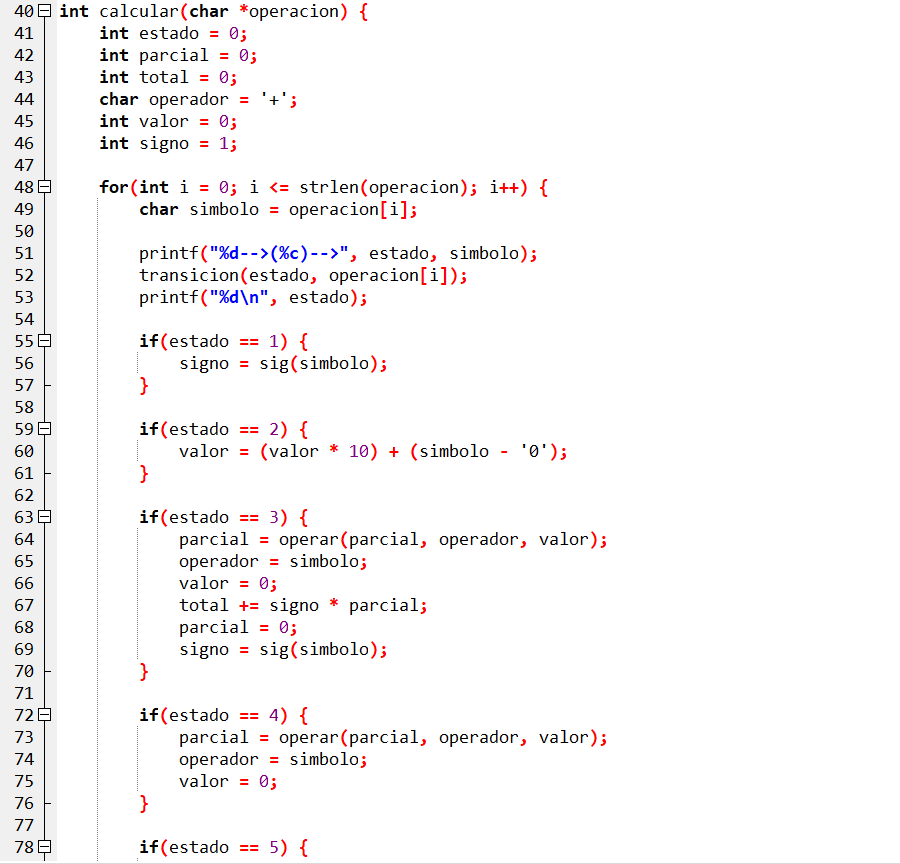 40 int calcular(char *operacion) {
41 int estado = 0;
42 int parcial = 0;
43 int total = 0;
44 char operador = '+';
45 int valor = 0;
46 int signo = 1;
47
48 for(int i = 0; i <= strlen(operacion); i++) {
49 char simbolo = operacion[i];
50
51 printf("%d-->(%c)-->", estado, simbolo);
52 transicion(estado, operacion[i]);
53 printf("%d\n", estado);
54
55 if(estado == 1) {
56 signo = sig(simbolo);
57 }
58
59 if(estado == 2) {
60 valor = (valor * 10) + (simbolo - '0');
61 }
62
63 if(estado == 3) {
64 parcial = operar(parcial, operador, valor);
65 operador = simbolo;
66 valor = 0;
67 total += signo * parcial;
68 parcial = 0;
69 signo = sig(simbolo);
70 }
71
72 if(estado == 4) {
73 parcial = operar(parcial, operador, valor);
74 operador = simbolo;
75 valor = 0;
76 }
77
78 if(estado == 5) {